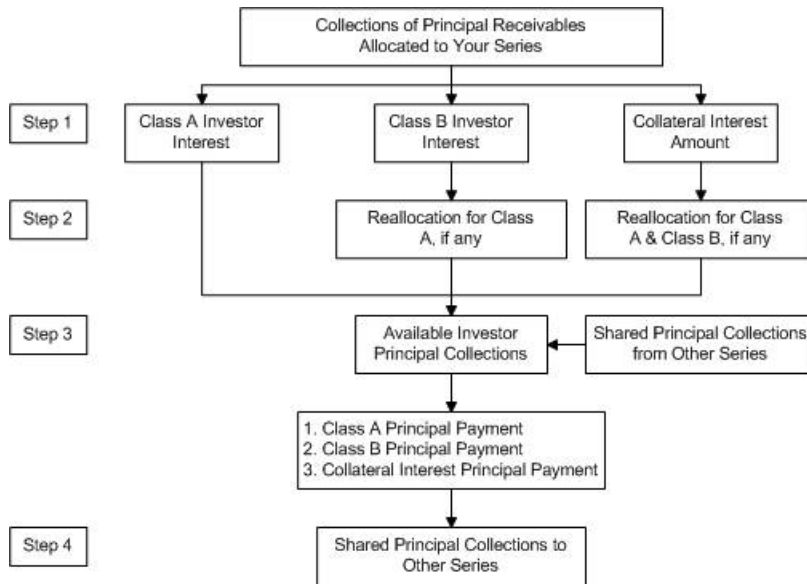 Collections of Principal Receivables
Allocated to Your Series
Step 1
Class A Investor
Interest
Class B Investor
Interest
Collateral Interest
Amount
Step 2
Reallocation for Class
A, if any
Reallocation for Class
A & Class B, if any
Step 3
Available Investor
Principal Collections
Shared Principal Collections
from Other Series
1. Class A Principal Payment
2. Class B Principal Payment
3. Collateral Interest Principal Payment
Step 4
Shared Principal Collections to
Other Series